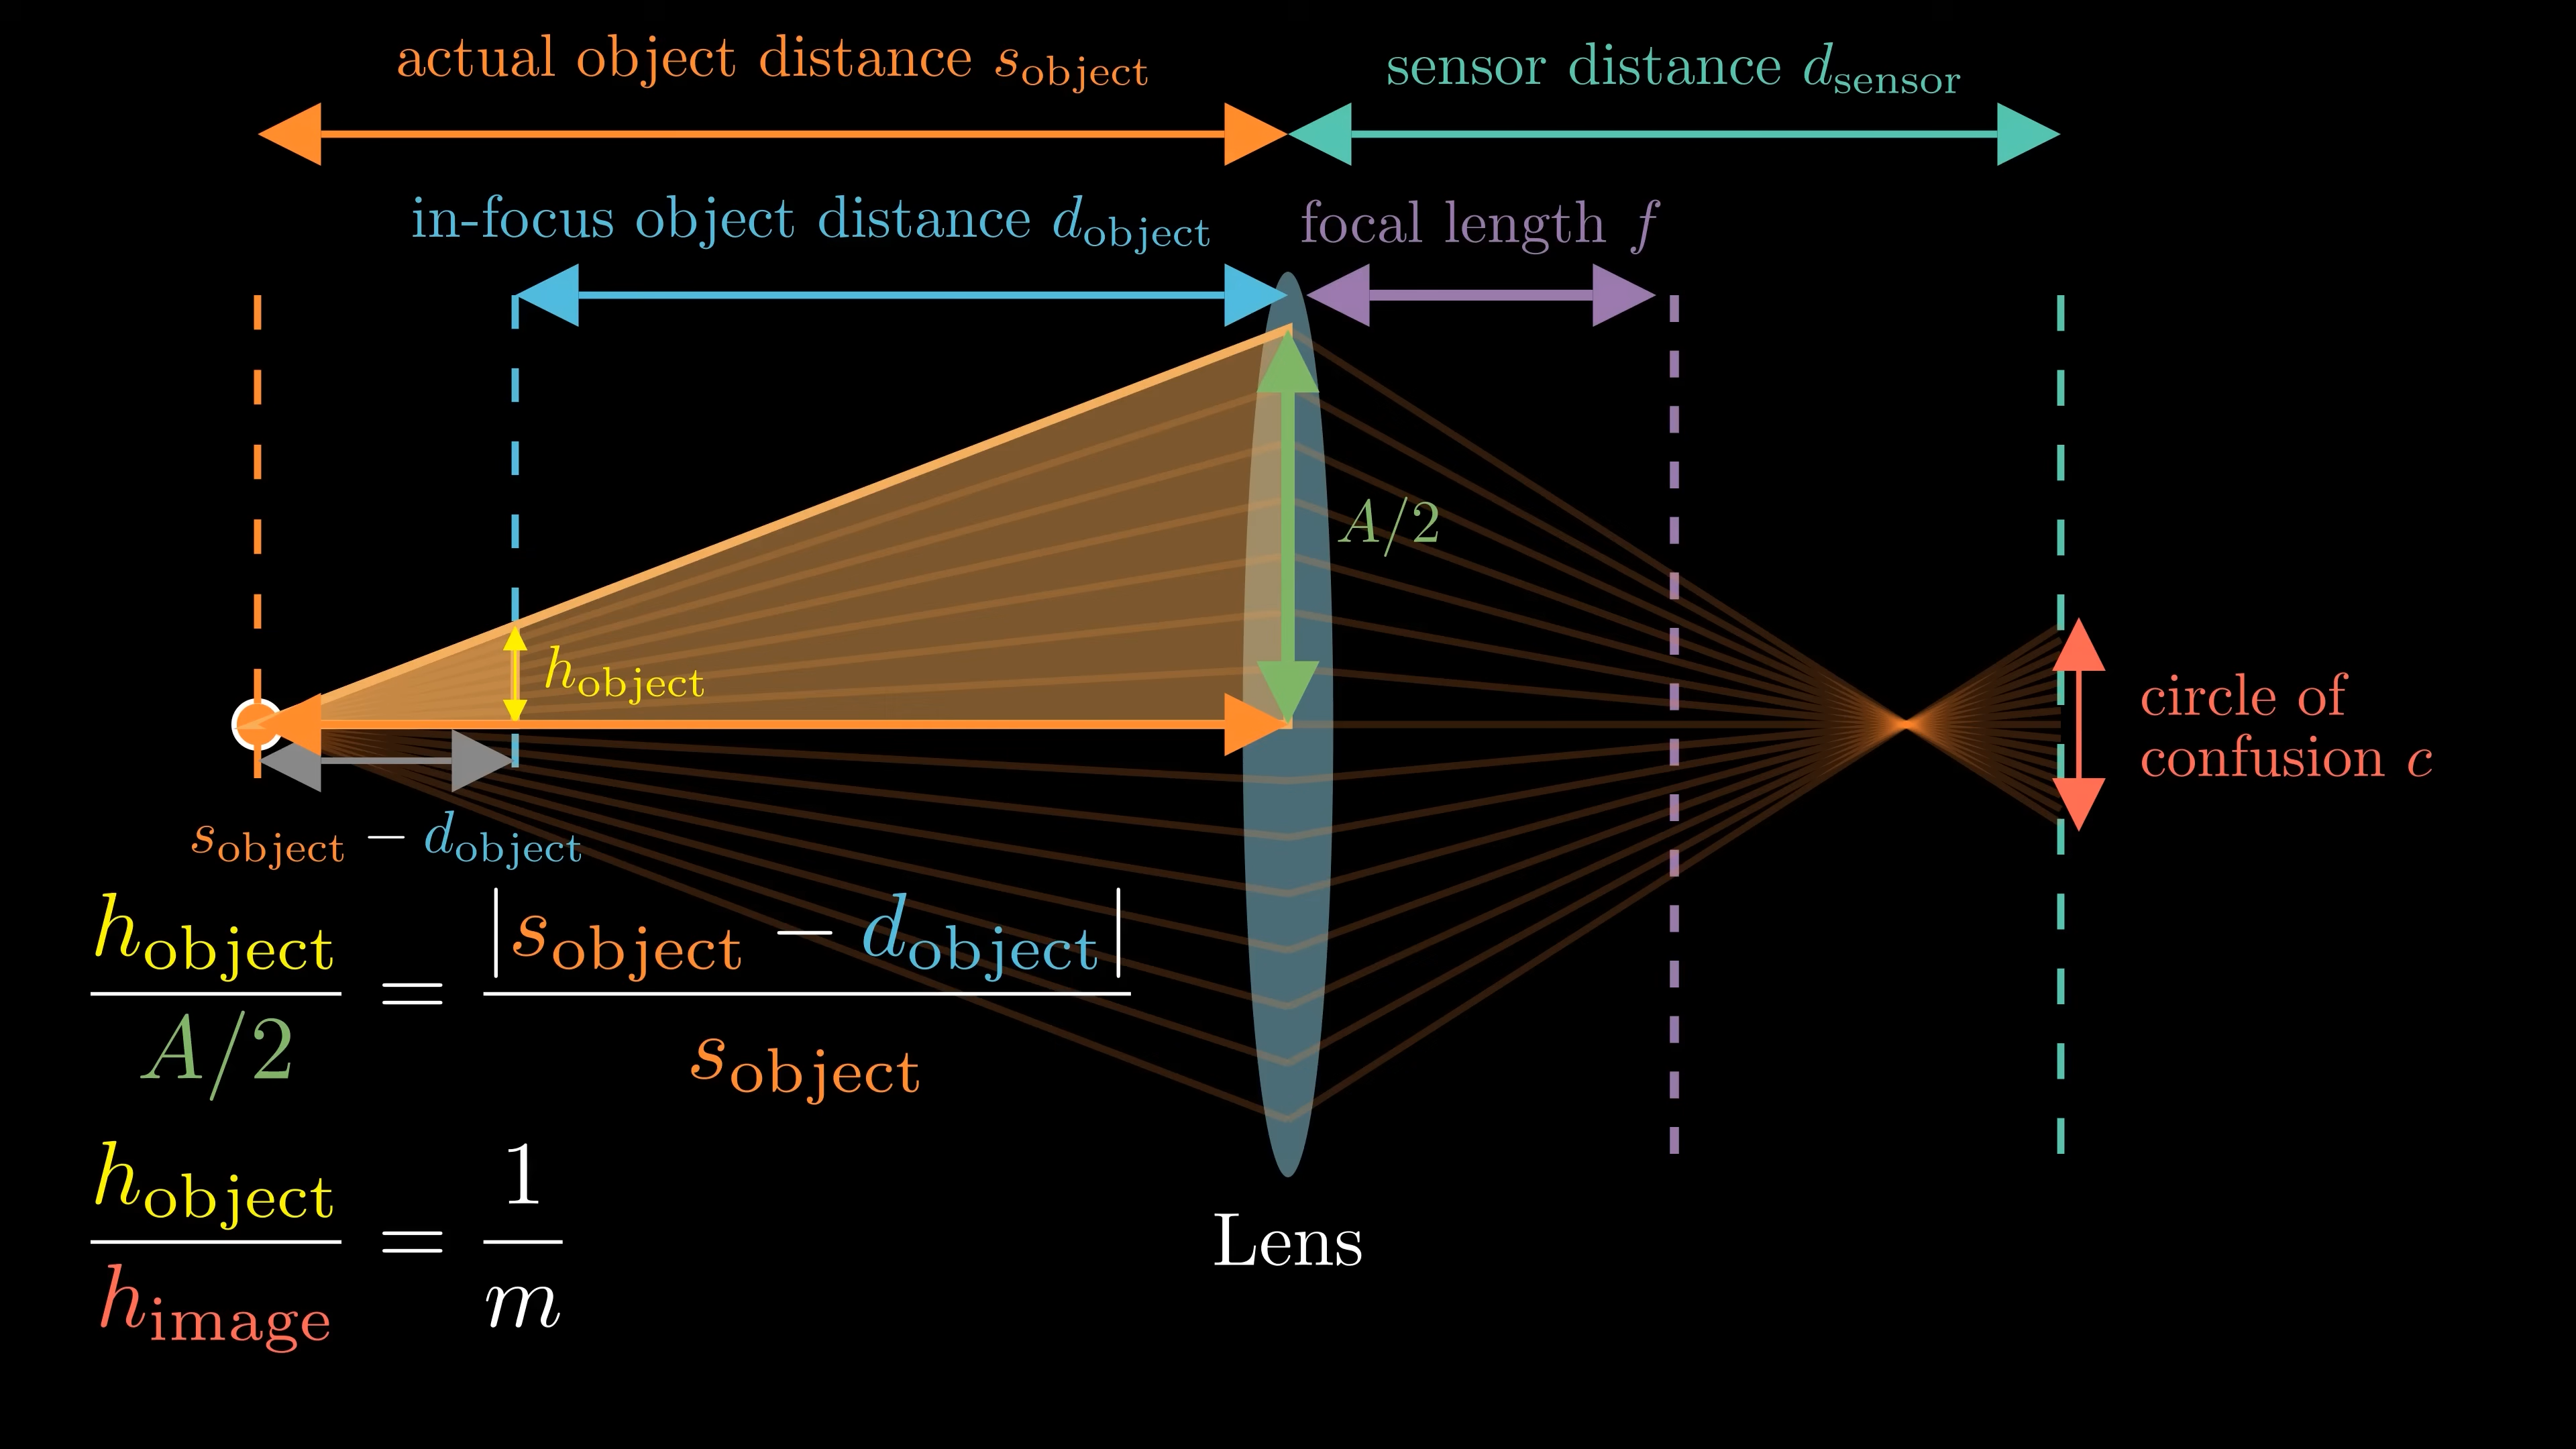 actual object distance s_object
sensor distance d_sensor
in-focus object distance d_object
focal length f
A/2
h_object
circle of
confusion c
s_object − d_object
h_object / A/2 = |s_object − d_object| / s_object
h_object / h_image = 1 / m
Lens